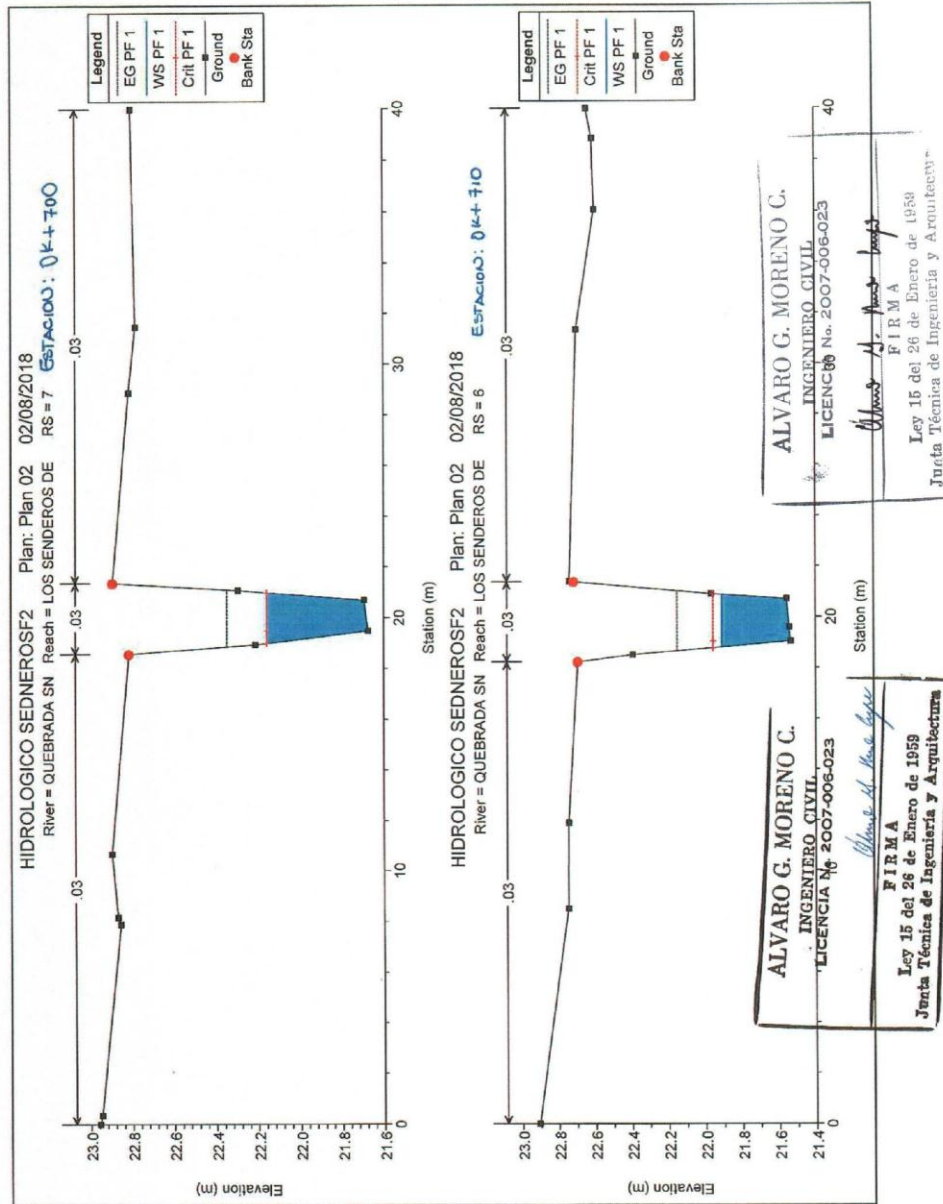 HIDROLOGICO SEDNEROSF2 Plan: Plan 02 02/08/2018
River = QUEBRADA SN Reach = LOS SENDEROS DE RS = 7 ESTACION: 0K+700
.03
.03
.03
Legend
EG PF 1
WS PF 1
Crit PF 1
Ground
Bank Sta
Elevation (m)
23.0
22.8
22.6
22.4
22.2
22.0
21.8
21.6
0
10
20
30
40
Station (m)
HIDROLOGICO SEDNEROSF2 Plan: Plan 02 02/08/2018
River = QUEBRADA SN Reach = LOS SENDEROS DE RS = 6 ESTACION: 0K+710
.03
.03
.03
Legend
EG PF 1
Crit PF 1
WS PF 1
Ground
Bank Sta
Elevation (m)
23.0
22.8
22.6
22.4
22.2
22.0
21.8
21.6
21.4
0
10
20
30
40
Station (m)
ALVARO G. MORENO C.
INGENIERO CIVIL
LICENCIA No. 2007-006-023
FIRMA
Ley 15 del 26 de Enero de 1959
Junta Técnica de Ingeniería y Arquitectura
ALVARO G. MORENO C.
INGENIERO CIVIL
LICENCIA No. 2007-006-023
FIRMA
Ley 15 del 26 de Enero de 1959
Junta Técnica de Ingeniería y Arquitectu